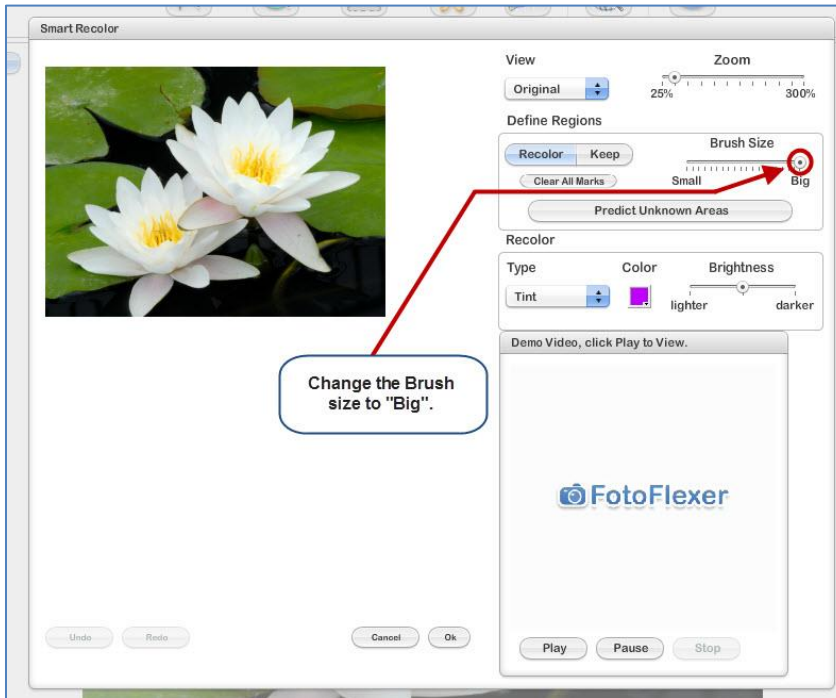 Smart Recolor
View
Zoom
Original
25%
300%
Define Regions
Brush Size
Recolor
Keep
Clear All Marks
Small
Big
Predict Unknown Areas
Recolor
Type
Color
Brightness
Tint
lighter
darker
Demo Video, click Play to View.
Change the Brush
size to "Big".
FotoFlexer
Undo
Redo
Cancel
Ok
Play
Pause
Stop